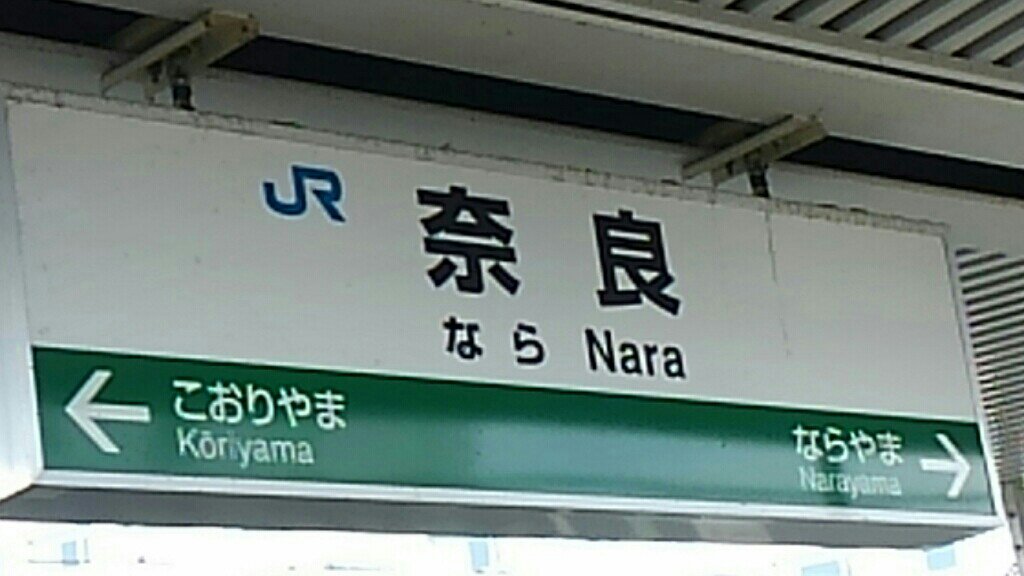 JR 奈良
なら Nara
← こおりやま ならやま →
Kōriyama Narayama